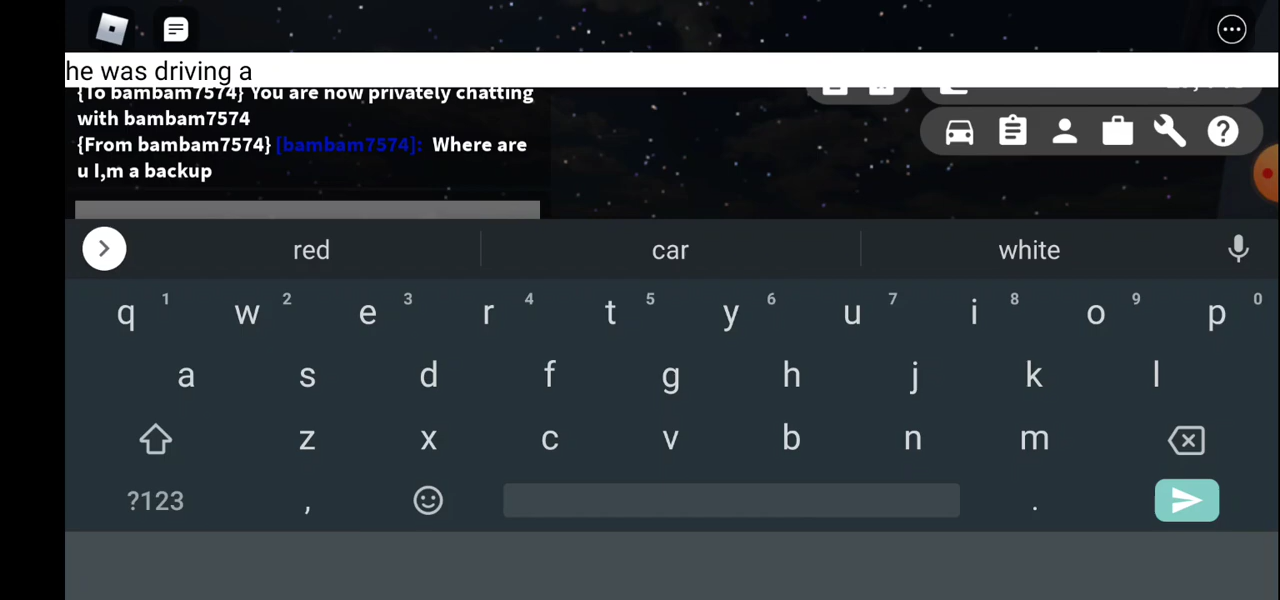 he was driving a
{To bambam7574} You are now privately chatting
with bambam7574
{From bambam7574} [bambam7574]: Where are
u I,m a backup
red car white
q 1 w 2 e 3 r 4 t 5 y 6 u 7 i 8 o 9 p 0
a s d f g h j k l
z x c v b n m
?123 , .